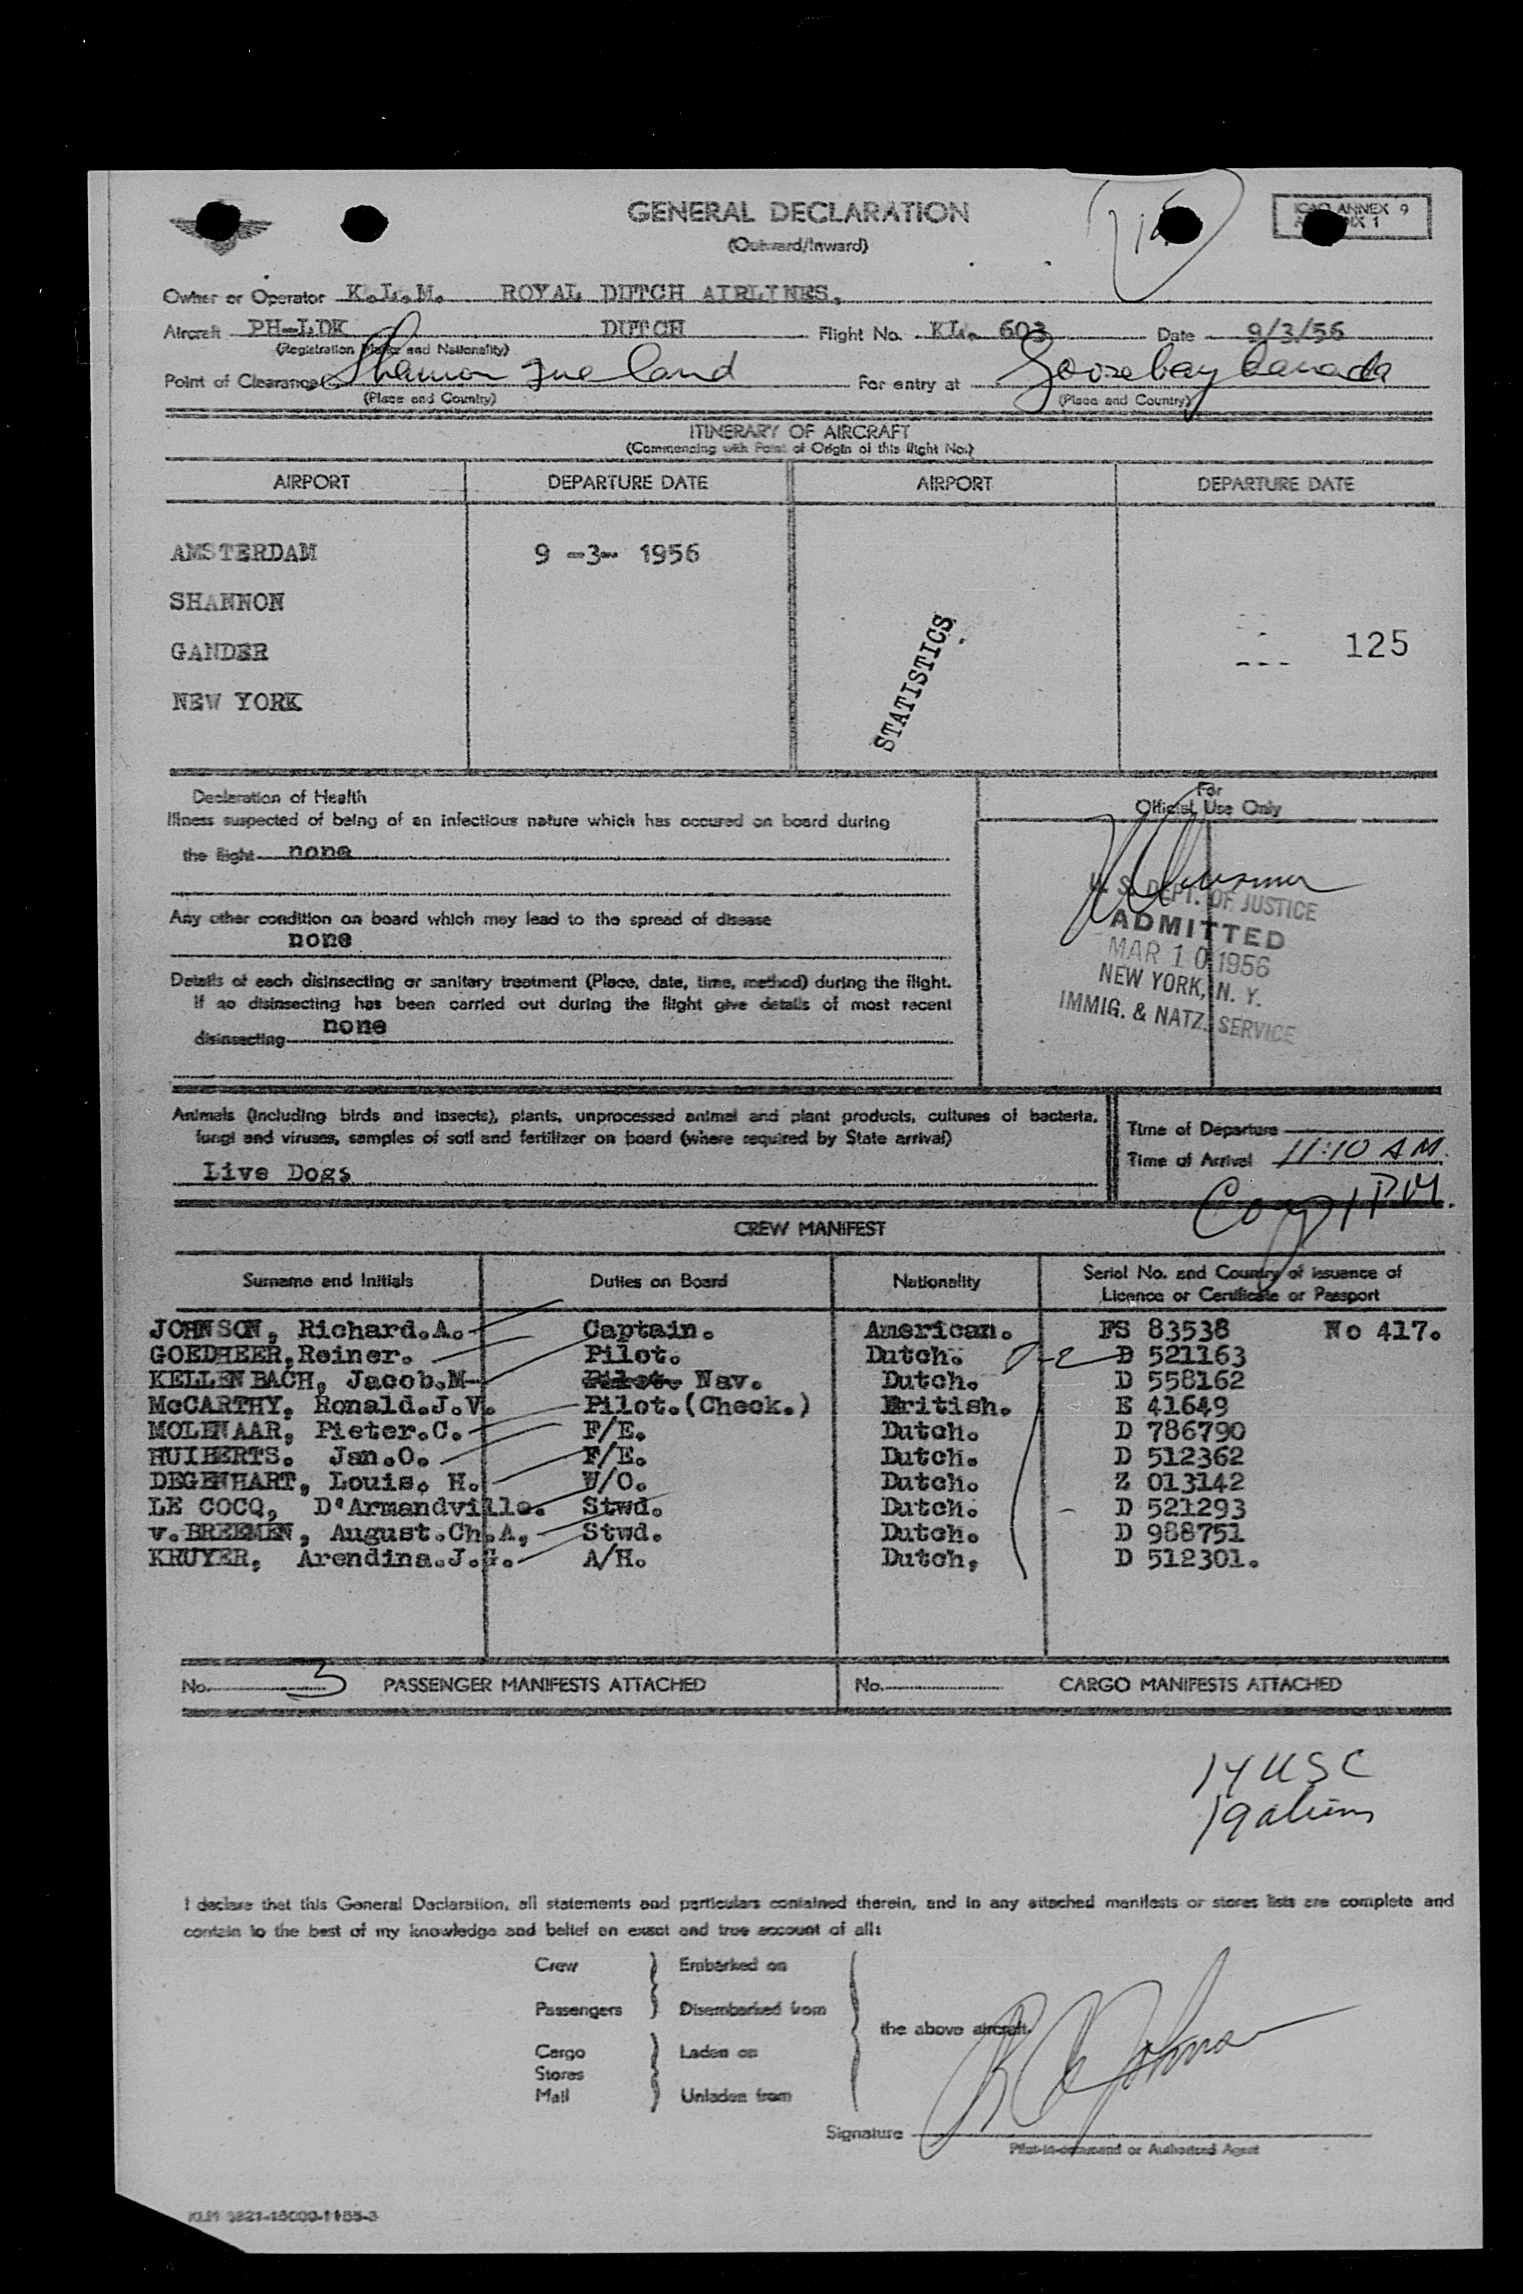 GENERAL DECLARATION
(Outward/Inward)
ICAO ANNEX 9
Owner or Operator K.L.M. ROYAL DUTCH AIRLINES.
Aircraft PH-LDK DUTCH Flight No. KL. 603 Date 9/3/56
(Registration Marks and Nationality)
Point of Clearance Shannon Ireland For entry at Goosebay Canada
(Place and Country) (Place and Country)
ITINERARY OF AIRCRAFT
(Commencing with Point of Origin of this flight No.)
AIRPORT DEPARTURE DATE AIRPORT DEPARTURE DATE
AMSTERDAM 9 -3- 1956
SHANNON
GANDER
NEW YORK
STATISTICS
125
Declaration of Health
Illness suspected of being of an infectious nature which has occured on board during
the flight none
Any other condition on board which may lead to the spread of disease
none
Details of each disinsecting or sanitary treatment (Place, date, time, method) during the flight.
If no disinsecting has been carried out during the flight give details of most recent
disinsecting none
For
Official Use Only
U. S. DEPT. OF JUSTICE
ADMITTED
MAR 10 1956
NEW YORK, N. Y.
IMMIG. & NATZ. SERVICE
Animals (including birds and insects), plants, unprocessed animal and plant products, cultures of bacteria,
fungi and viruses, samples of soil and fertilizer on board (where required by State arrival)
Live Dogs
Time of Departure
Time of Arrival 11:10 AM.
1 PM.
CREW MANIFEST
Surname and Initials Duties on Board Nationality Serial No. and Country of issuance of
Licence or Certificate or Passport
JOHNSON, Richard.A. Captain. American. FS 83538 No 417.
GOEDHEER,Reiner. Pilot. Dutch. D 521163
KELLENBACH, Jacob.M- Pilot. Nav. Dutch. D 558162
McCARTHY, Ronald.J.V. Pilot.(Check.) British. E 41649
MOLENAAR, Pieter.C. F/E. Dutch. D 786790
HUIBERTS. Jan.O. F/E. Dutch. D 512362
DEGENHART, Louis. H. W/O. Dutch. Z 013142
LE COCQ, D'Armandville. Stwd. Dutch. D 521293
v.BREEMEN, August.Ch.A, Stwd. Dutch. D 988751
KRUYER, Arendina.J.G. A/H. Dutch, D 512301.
No. 3 PASSENGER MANIFESTS ATTACHED No. CARGO MANIFESTS ATTACHED
14 USC
19 aliens
I declare that this General Declaration, all statements and particulars contained therein, and in any attached manifests or stores lists are complete and
contain to the best of my knowledge and belief an exact and true account of all:
Crew Embarked on
Passengers Disembarked from
the above aircraft.
Cargo Laden on
Stores
Mail Unladen from
R A Johnson
Signature
Pilot-in-command or Authorized Agent